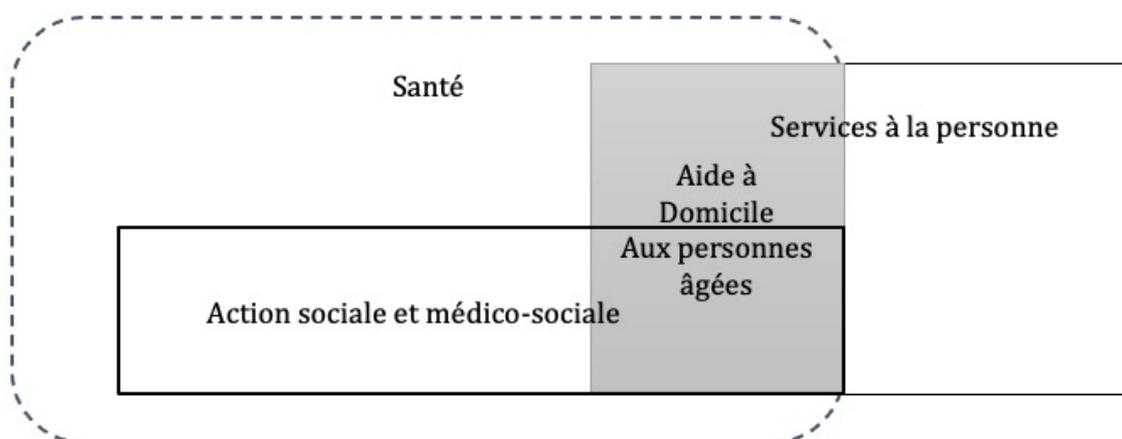 Santé
Services à la personne
Aide à
Domicile
Aux personnes
âgées
Action sociale et médico-sociale